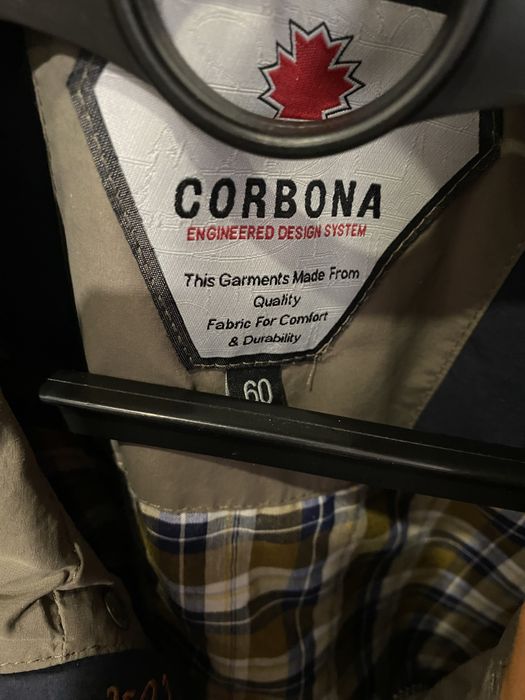 CORBONA
ENGINEERED DESIGN SYSTEM
This Garments Made From
Quality
Fabric For Comfort
& Durability
60